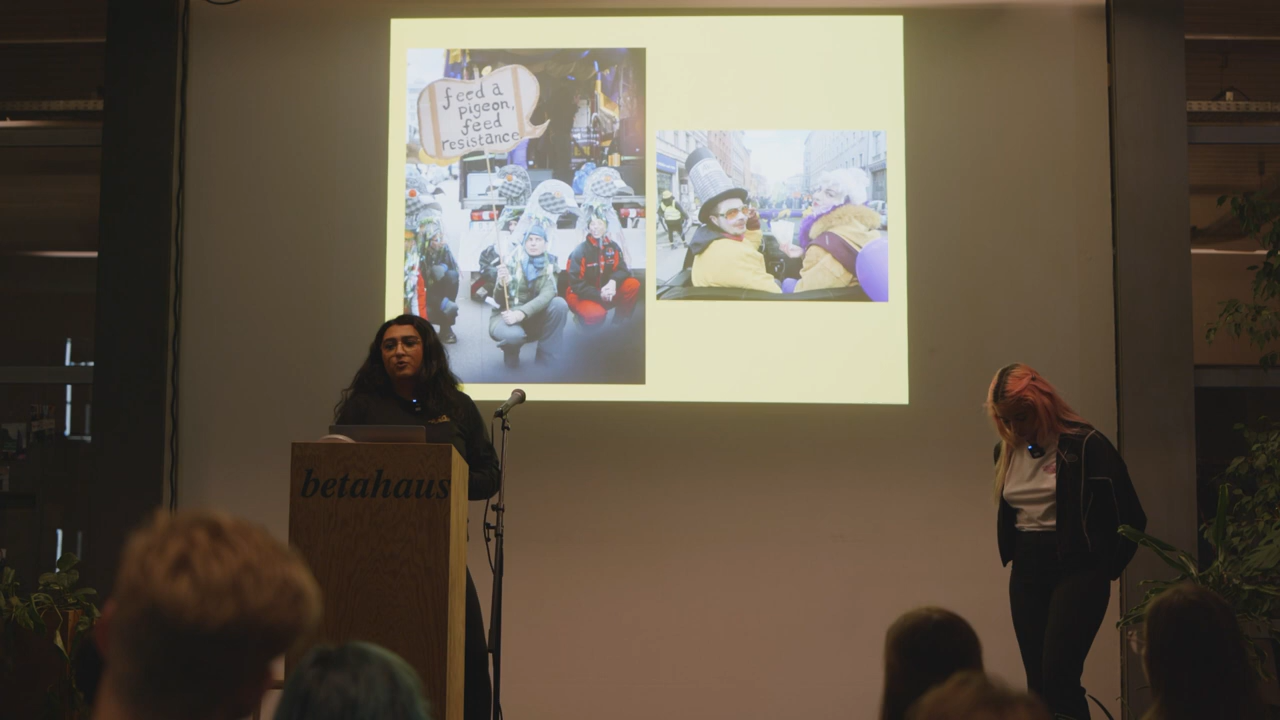 feed a
pigeon,
feed
resistance.
betahaus